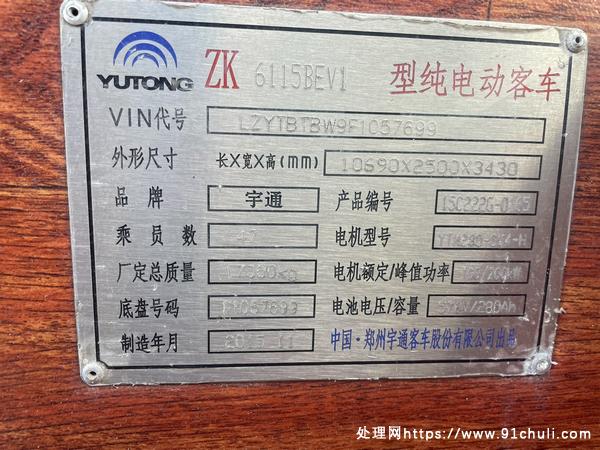 YUTONG ZK 6115BEV1 型纯电动客车
VIN代号 LZYTBTBW9F1057699
外形尺寸 长X宽X高(mm) 10690X2500X3430
品牌 宇通 产品编号
乘员数 电机型号
厂定总质量 电机额定/峰值功率
底盘号码 F1057699 电池电压/容量
制造年月 中国·郑州宇通客车股份有限公司出品
处理网https://www.91chuli.com